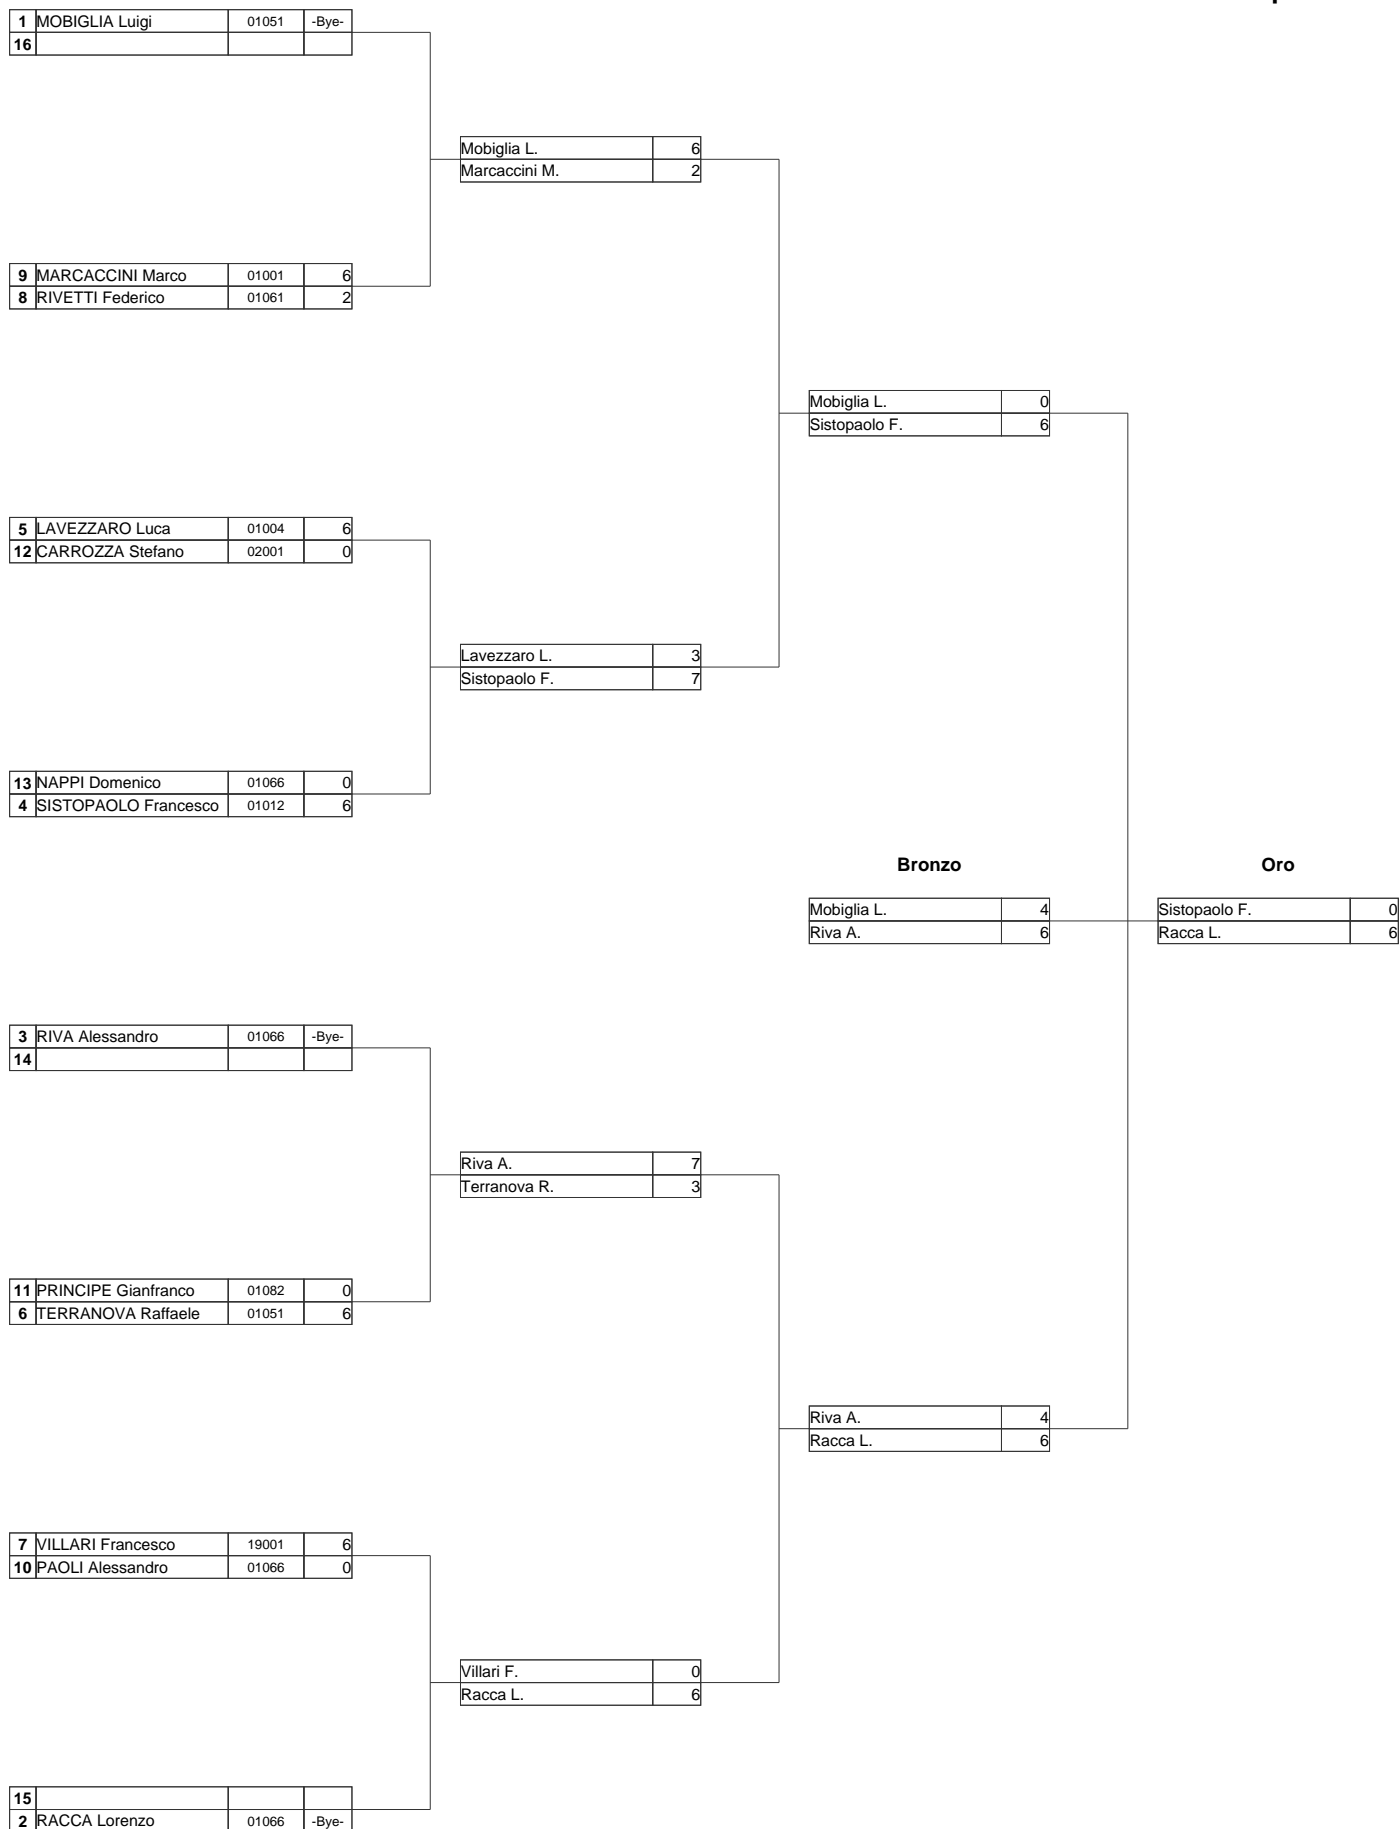 1 MOBIGLIA Luigi 01051 -Bye-
16
Mobiglia L. 6
Marcaccini M. 2
9 MARCACCINI Marco 01001 6
8 RIVETTI Federico 01061 2
Mobiglia L. 0
Sistopaolo F. 6
5 LAVEZZARO Luca 01004 6
12 CARROZZA Stefano 02001 0
Lavezzaro L. 3
Sistopaolo F. 7
13 NAPPI Domenico 01066 0
4 SISTOPAOLO Francesco 01012 6
Bronzo Oro
Mobiglia L. 4 Sistopaolo F. 0
Riva A. 6 Racca L. 6
3 RIVA Alessandro 01066 -Bye-
14
Riva A. 7
Terranova R. 3
11 PRINCIPE Gianfranco 01082 0
6 TERRANOVA Raffaele 01051 6
Riva A. 4
Racca L. 6
7 VILLARI Francesco 19001 6
10 PAOLI Alessandro 01066 0
Villari F. 0
Racca L. 6
15
2 RACCA Lorenzo 01066 -Bye-